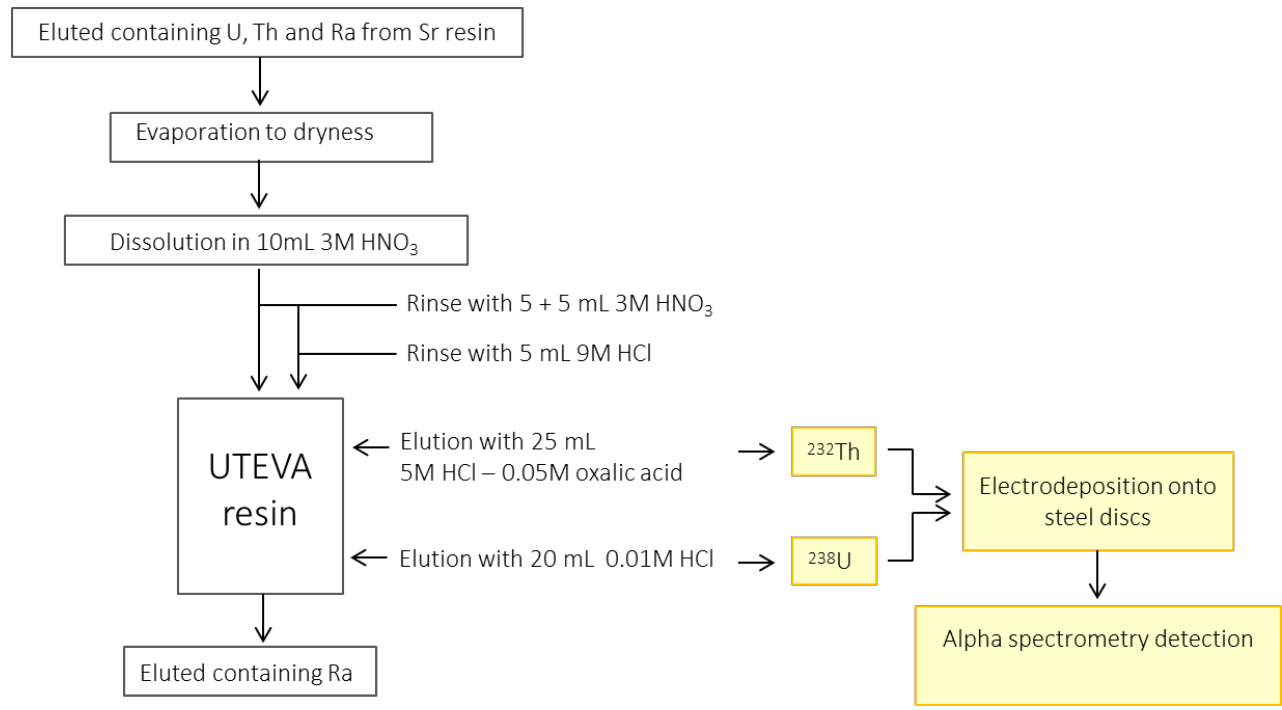 Eluted containing U, Th and Ra from Sr resin
Evaporation to dryness
Dissolution in 10mL 3M HNO₃
Rinse with 5 + 5 mL 3M HNO₃
Rinse with 5 mL 9M HCl
UTEVA
resin
Elution with 25 mL
5M HCl – 0.05M oxalic acid
²³²Th
Elution with 20 mL 0.01M HCl
²³⁸U
Electrodeposition onto
steel discs
Alpha spectrometry detection
Eluted containing Ra